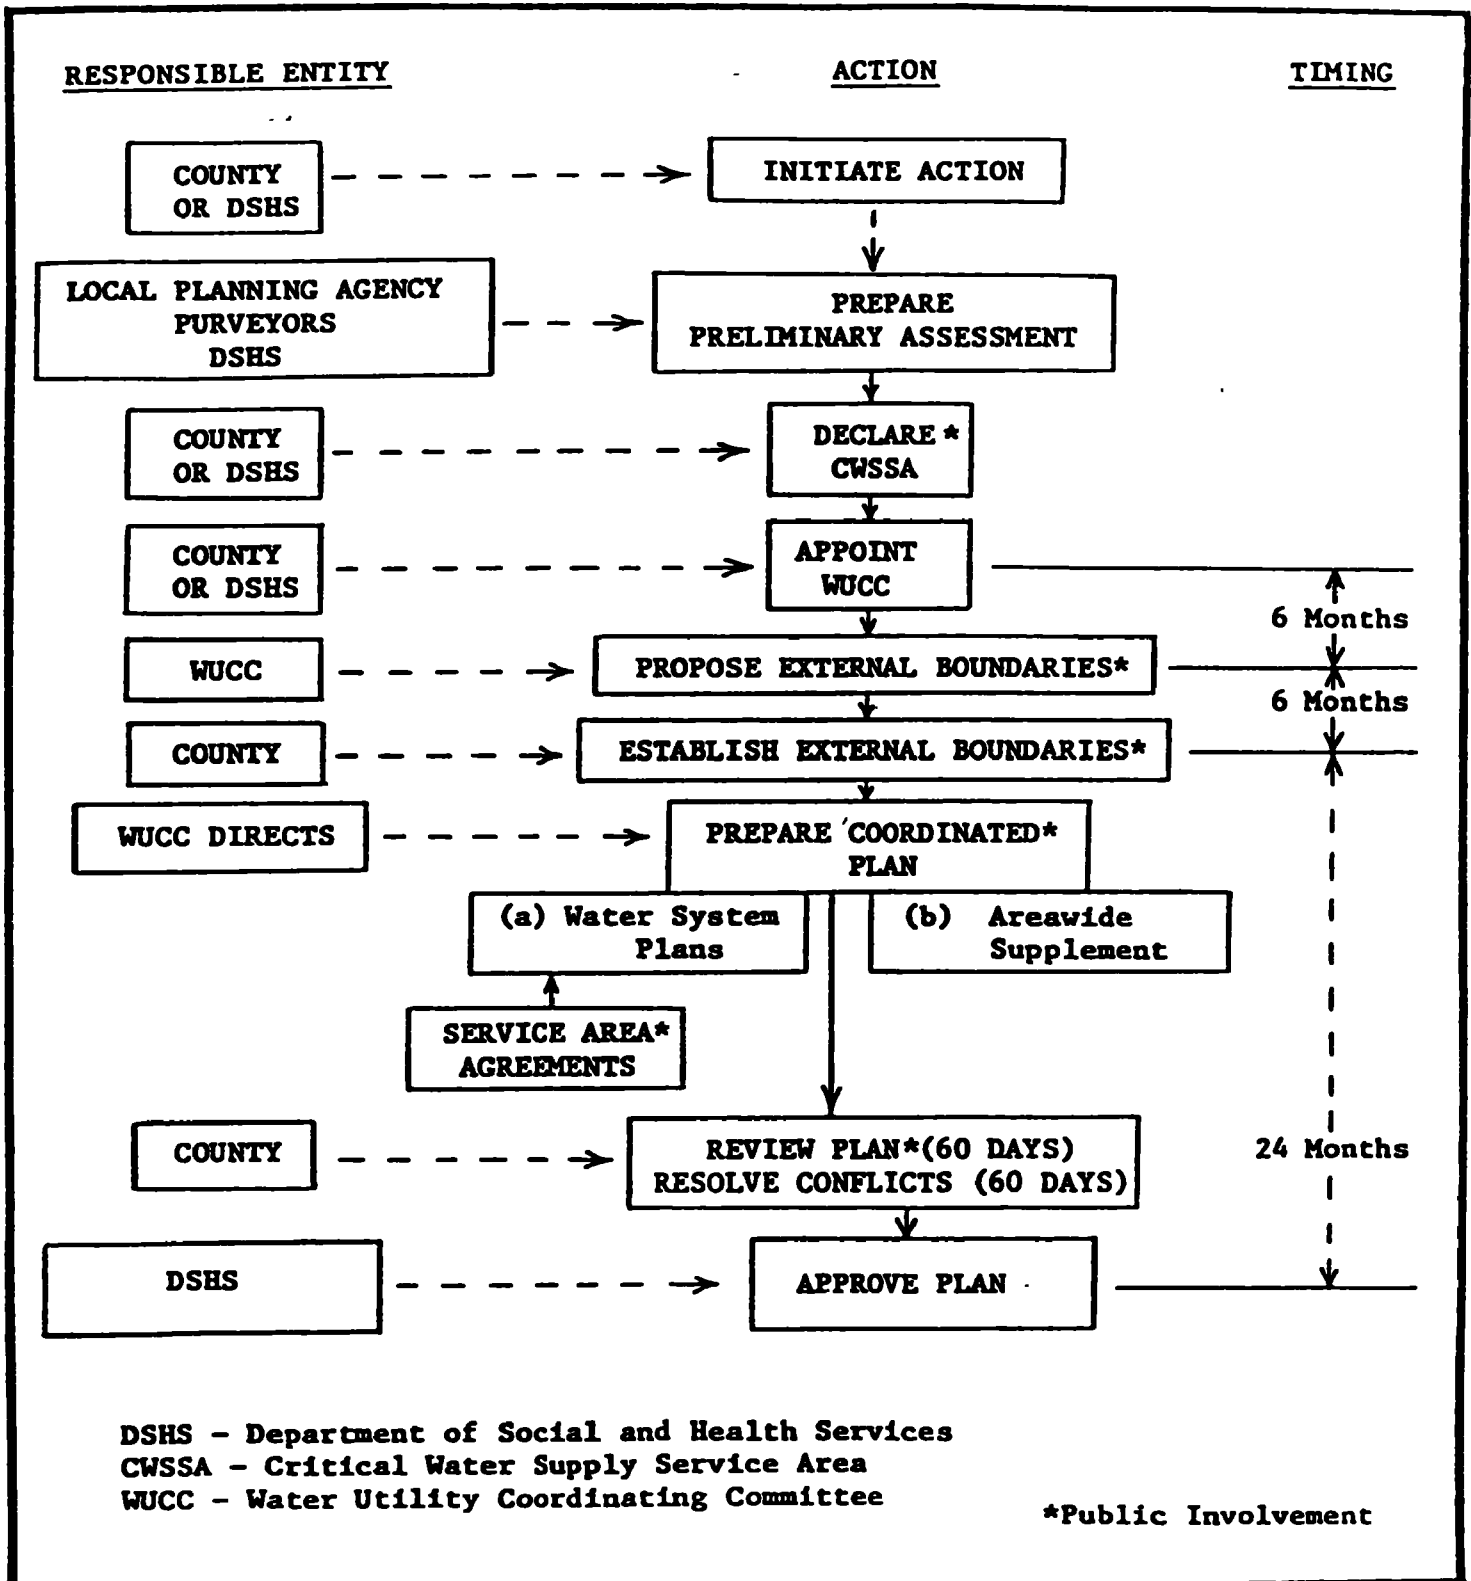 RESPONSIBLE ENTITY
ACTION
TIMING
COUNTY
OR DSHS
INITIATE ACTION
LOCAL PLANNING AGENCY
PURVEYORS
DSHS
PREPARE
PRELIMINARY ASSESSMENT
COUNTY
OR DSHS
DECLARE*
CWSSA
COUNTY
OR DSHS
APPOINT
WUCC
6 Months
WUCC
PROPOSE EXTERNAL BOUNDARIES*
6 Months
COUNTY
ESTABLISH EXTERNAL BOUNDARIES*
WUCC DIRECTS
PREPARE COORDINATED*
PLAN
(a) Water System
Plans
(b) Areawide
Supplement
SERVICE AREA*
AGREEMENTS
COUNTY
REVIEW PLAN*(60 DAYS)
RESOLVE CONFLICTS (60 DAYS)
24 Months
DSHS
APPROVE PLAN
DSHS - Department of Social and Health Services
CWSSA - Critical Water Supply Service Area
WUCC - Water Utility Coordinating Committee
*Public Involvement